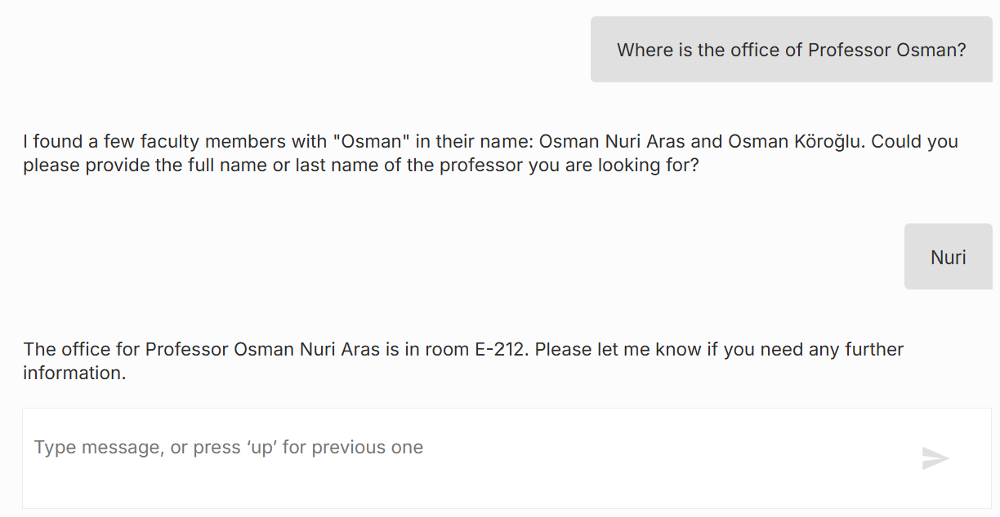 Where is the office of Professor Osman?
I found a few faculty members with "Osman" in their name: Osman Nuri Aras and Osman Köroğlu. Could you
please provide the full name or last name of the professor you are looking for?
Nuri
The office for Professor Osman Nuri Aras is in room E-212. Please let me know if you need any further
information.
Type message, or press ‘up’ for previous one